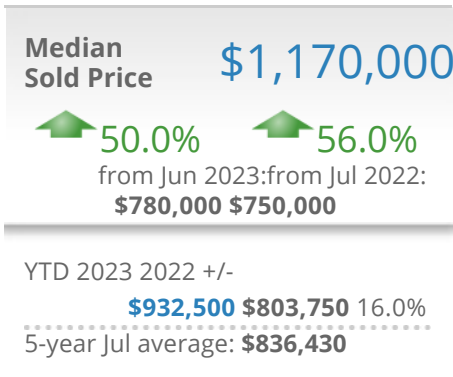 Median
Sold Price
$1,170,000
50.0%
56.0%
from Jun 2023:from Jul 2022:
$780,000 $750,000
YTD 2023 2022 +/-
$932,500 $803,750 16.0%
5-year Jul average: $836,430